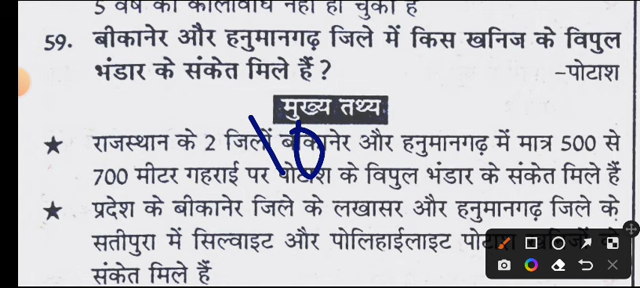 5 वर्ष की कालावधि नहीं हो चुकी है
59. बीकानेर और हनुमानगढ़ जिले में किस खनिज के विपुल
भंडार के संकेत मिले हैं? –पोटाश
मुख्य तथ्य
★ राजस्थान के 2 जिलों बीकानेर और हनुमानगढ़ में मात्र 500 से
700 मीटर गहराई पर पोटाश के विपुल भंडार के संकेत मिले हैं
★ प्रदेश के बीकानेर जिले के लखासर और हनुमानगढ़ जिले के
सतीपुरा में सिल्वाइट और पोलिहाईलाइट
संकेत मिले हैं
10